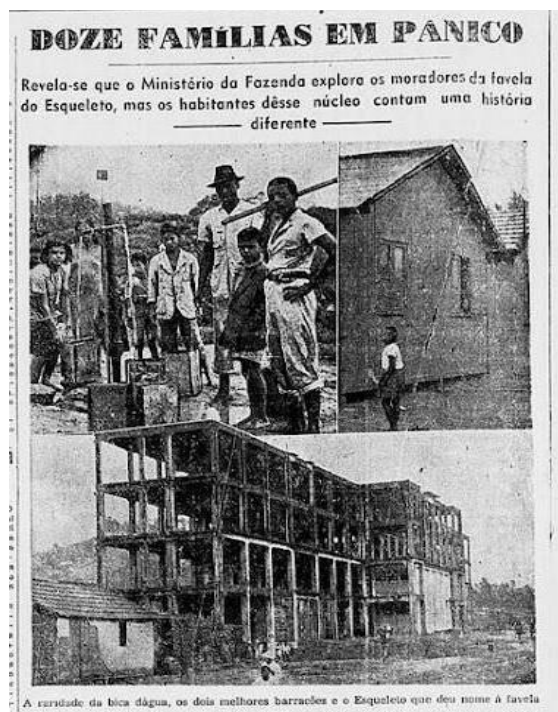 DOZE FAMÍLIAS EM PÂNICO
Revela-se que o Ministério da Fazenda explora os moradores da favela
do Esqueleto, mas os habitantes dêsse núcleo contam uma história
diferente
A raridade da bica dágua, os dois melhores barracões e o Esqueleto que deu nome à favela